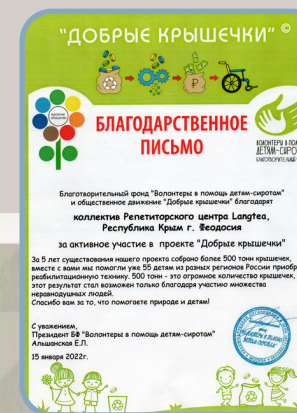 "ДОБРЫЕ КРЫШЕЧКИ" ©
БЛАГОДАРСТВЕННОЕ
ПИСЬМО
ВОЛОНТЕРЫ В ПОМ
ДЕТЯМ-СИРО
Благотворительный фонд "Волонтеры в помощь детям-сиротам"
и общественное движение "Добрые крышечки" благодарят
коллектив Репетиторского центра Langtea,
Республика Крым г. Феодосия
за активное участие в проекте "Добрые крышечки"
За 5 лет существования нашего проекта собрано более 500 тонн крышечек,
вместе с вами мы помогли уже 55 детям из разных регионов России приобр
реабилитационную технику. 500 тонн - это огромное количество крышечек,
этот результат стал возможен только благодаря участию множества
неравнодушных людей.
Спасибо вам за то, что помогаете природе и детям!
С уважением,
Президент БФ "Волонтеры в помощь детям-сиротам"
Альшанская Е.Л.
15 января 2022г.